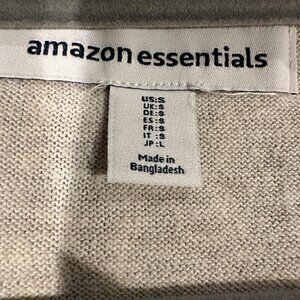 amazon essentials
US:S
UK:S
DE:S
ES:S
FR:S
IT:S
JP:L
Made in
Bangladesh